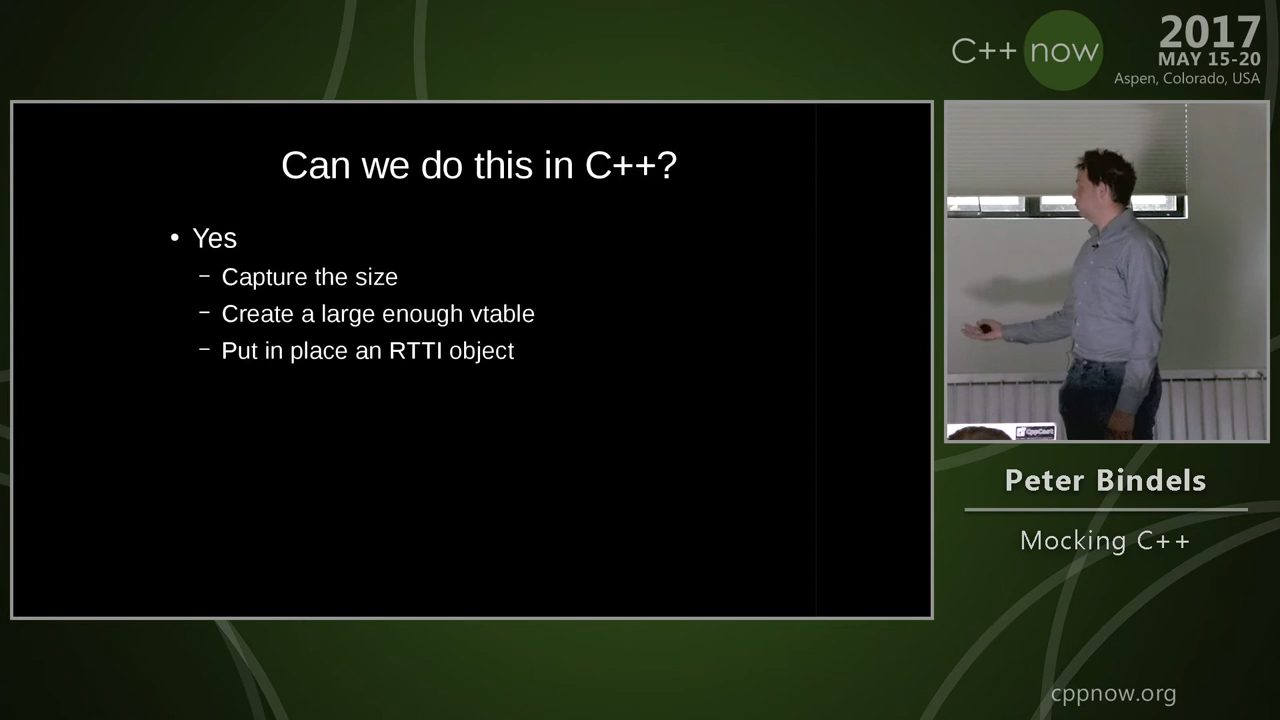 C++ now
2017
MAY 15-20
Aspen, Colorado, USA
Can we do this in C++?
• Yes
– Capture the size
– Create a large enough vtable
– Put in place an RTTI object
CppCast
Peter Bindels
Mocking C++
cppnow.org